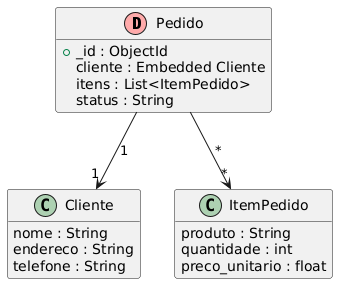 D Pedido
_id : ObjectId
cliente : Embedded Cliente
itens : List<ItemPedido>
status : String
1
*
1
*
C Cliente
nome : String
endereco : String
telefone : String
C ItemPedido
produto : String
quantidade : int
preco_unitario : float